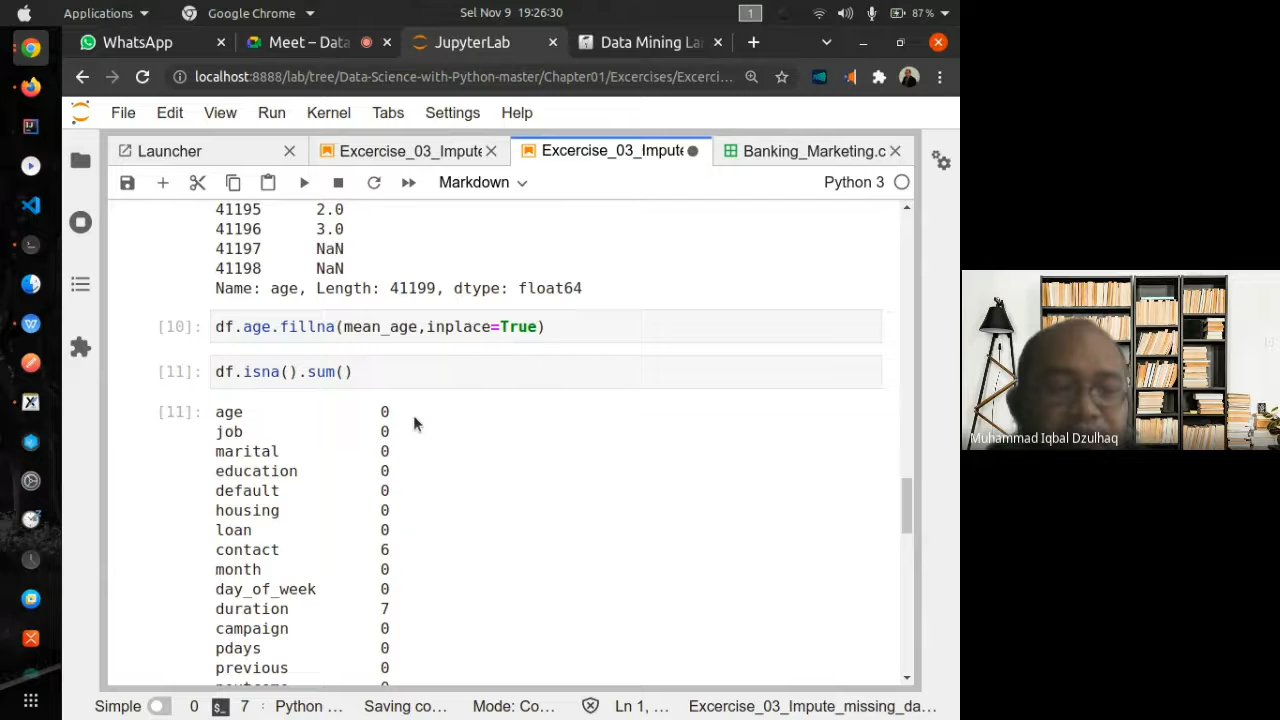 Applications Google Chrome Sel Nov 9 19:26:30 1 87%
WhatsApp Meet – Data JupyterLab Data Mining La
localhost:8888/lab/tree/Data-Science-with-Python-master/Chapter01/Excercises/Excerci...
File Edit View Run Kernel Tabs Settings Help
Launcher Excercise_03_Impute Excercise_03_Impute Banking_Marketing.c
Markdown Python 3
41195 2.0
41196 3.0
41197 NaN
41198 NaN
Name: age, Length: 41199, dtype: float64
[10]: df.age.fillna(mean_age,inplace=True)
[11]: df.isna().sum()
[11]: age 0
job 0
marital 0
education 0
default 0
housing 0
loan 0
contact 6
month 0
day_of_week 0
duration 7
campaign 0
pdays 0
previous 0
Simple 0 $_ 7 Python ... Saving co... Mode: Co... Ln 1, ... Excercise_03_Impute_missing_da...
Muhammad Iqbal Dzulhaq